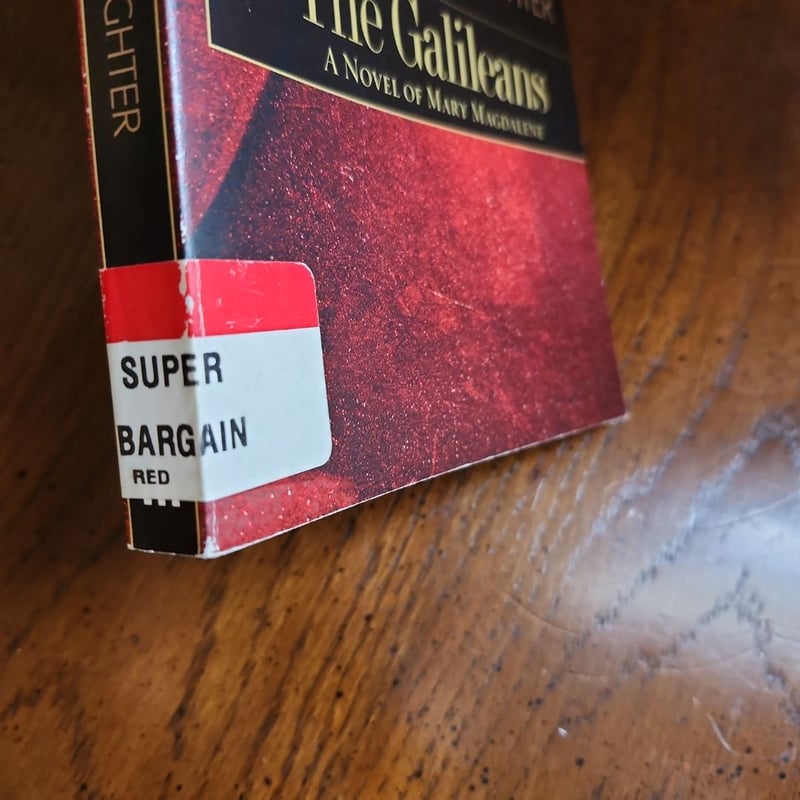 GHTER
The Galileans
A NOVEL OF MARY MAGDALENE
SUPER
BARGAIN
RED